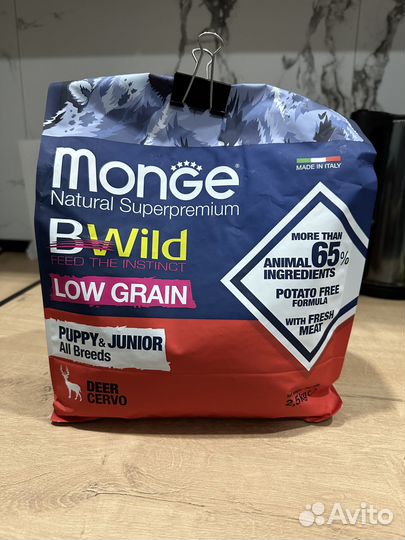 Monge®
Natural Superpremium
MADE IN ITALY
BWild
FEED THE INSTINCT
LOW GRAIN
PUPPY & JUNIOR
All Breeds
DEER
CERVO
MORE THAN
ANIMAL 65%
INGREDIENTS
POTATO FREE
FORMULA
WITH FRESH
MEAT
2,5kg
Avito